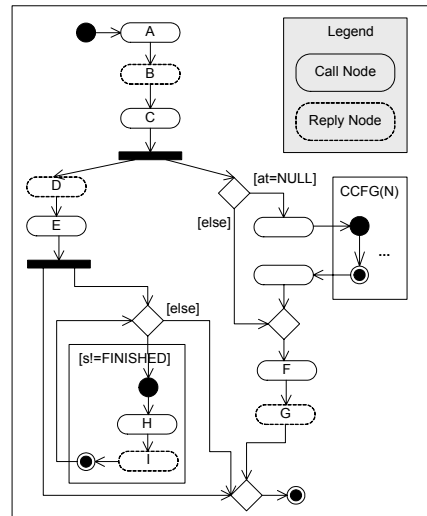 A
Legend
B
Call Node
C
Reply Node
D
[at=NULL]
CCFG(N)
E
[else]
...
[else]
[s!=FINISHED]
F
H
G
I